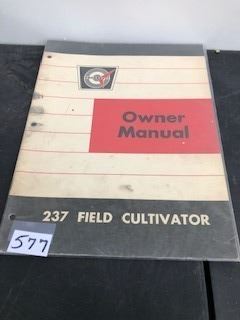 Owner
Manual
237 FIELD CULTIVATOR
577